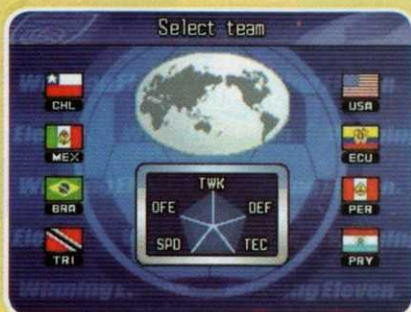 Select team
CHL USA
MEX ECU
TWK
BRA OFE DEF PER
SPD TEC
TRI PRY